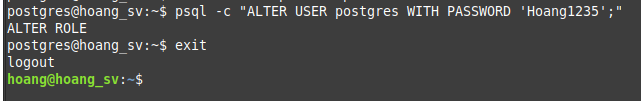 postgres@hoang_sv:~$ psql -c "ALTER USER postgres WITH PASSWORD 'Hoang1235';"
ALTER ROLE
postgres@hoang_sv:~$ exit
logout
hoang@hoang_sv:~$